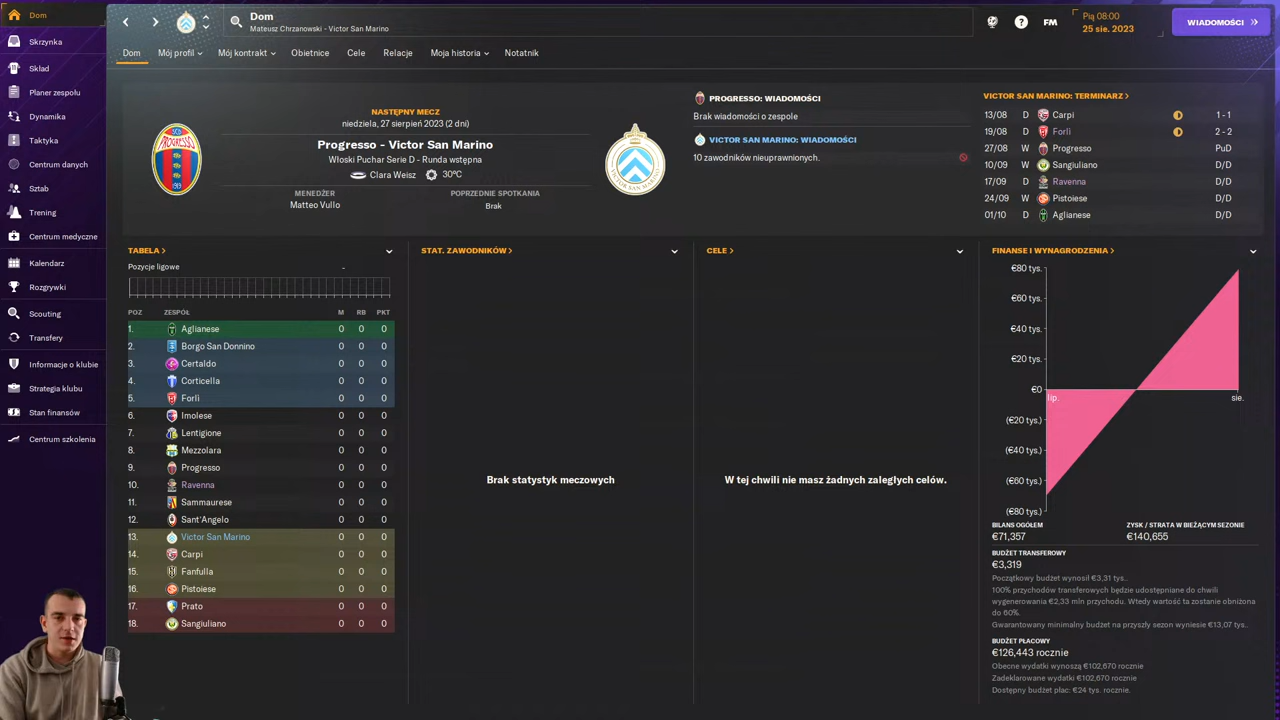 Dom
Skrzynka
Skład
Planer zespołu
Dynamika
Taktyka
Centrum danych
Sztab
Trening
Centrum medyczne
Kalendarz
Rozgrywki
Scouting
Transfery
Informacje o klubie
Strategia klubu
Stan finansów
Centrum szkolenia
Dom
Mateusz Chrzanowski - Victor San Marino
FM
Pią 08:00
25 sie. 2023
WIADOMOŚCI
Dom
Mój profil
Mój kontrakt
Obietnice
Cele
Relacje
Moja historia
Notatnik
NASTĘPNY MECZ
niedziela, 27 sierpień 2023 (2 dni)
Progresso - Victor San Marino
Włoski Puchar Serie D - Runda wstępna
Clara Weisz 30°C
MENEDŻER
Matteo Vullo
POPRZEDNIE SPOTKANIA
Brak
PROGRESSO: WIADOMOŚCI
Brak wiadomości o zespole
VICTOR SAN MARINO: WIADOMOŚCI
10 zawodników nieuprawnionych.
VICTOR SAN MARINO: TERMINARZ
13/08 D Carpi 1 - 1
19/08 D Forlì 2 - 2
27/08 W Progresso PuD
10/09 W Sangiuliano D/D
17/09 D Ravenna D/D
24/09 W Pistoiese D/D
01/10 D Aglianese D/D
TABELA
Pozycje ligowe -
POZ ZESPÓŁ M RB PKT
1. Aglianese 0 0 0
2. Borgo San Donnino 0 0 0
3. Certaldo 0 0 0
4. Corticella 0 0 0
5. Forlì 0 0 0
6. Imolese 0 0 0
7. Lentigione 0 0 0
8. Mezzolara 0 0 0
9. Progresso 0 0 0
10. Ravenna 0 0 0
11. Sammaurese 0 0 0
12. Sant'Angelo 0 0 0
13. Victor San Marino 0 0 0
14. Carpi 0 0 0
15. Fanfulla 0 0 0
16. Pistoiese 0 0 0
17. Prato 0 0 0
18. Sangiuliano 0 0 0
STAT. ZAWODNIKÓW
Brak statystyk meczowych
CELE
W tej chwili nie masz żadnych zaległych celów.
FINANSE I WYNAGRODZENIA
€80 tys.
€60 tys.
€40 tys.
€20 tys.
€0
(€20 tys.)
(€40 tys.)
(€60 tys.)
(€80 tys.)
lip. sie.
BILANS OGÓŁEM
€71,357
ZYSK / STRATA W BIEŻĄCYM SEZONIE
€140,655
BUDŻET TRANSFEROWY
€3,319
Początkowy budżet wynosił €3,31 tys..
100% przychodów transferowych będzie udostępniane do chwili
wygenerowania €2,33 mln przychodu. Wtedy wartość ta zostanie obniżona
do 60%.
Gwarantowany minimalny budżet na przyszły sezon wyniesie €13,07 tys..
BUDŻET PŁACOWY
€126,443 rocznie
Obecne wydatki wynoszą €102,670 rocznie
Zadeklarowane wydatki €102,670 rocznie
Dostępny budżet płac: €24 tys. rocznie.